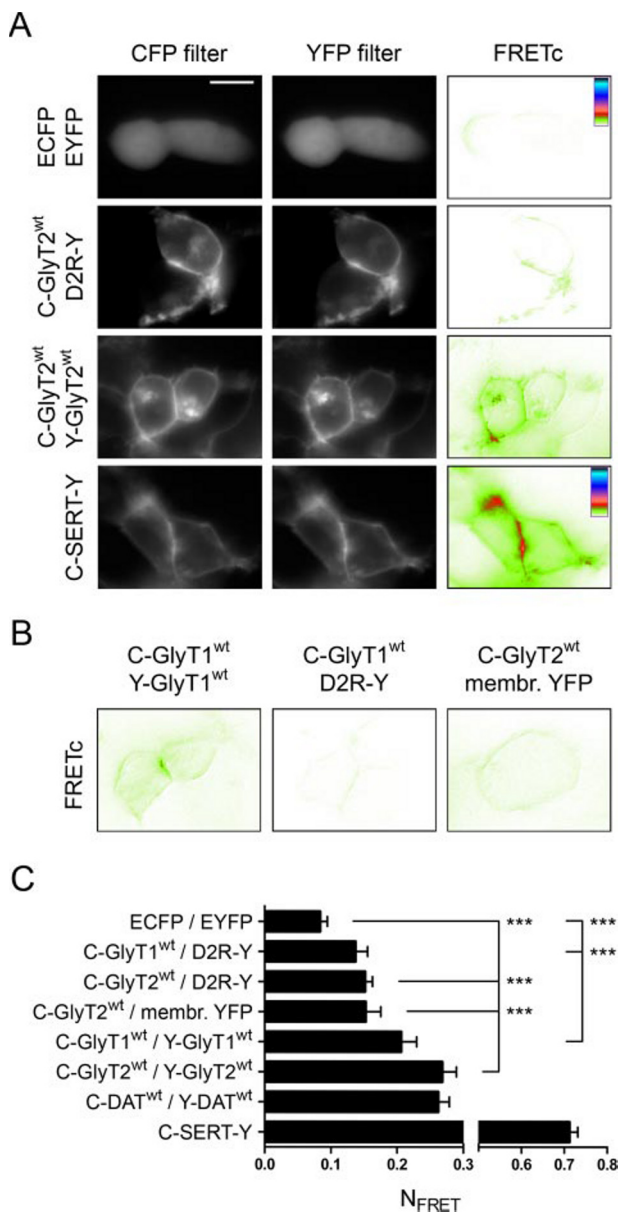 A
CFP filter YFP filter FRETc
ECFP
EYFP
C-GlyT2wt
D2R-Y
C-GlyT2wt
Y-GlyT2wt
C-SERT-Y
B
C-GlyT1wt
Y-GlyT1wt
C-GlyT1wt
D2R-Y
C-GlyT2wt
membr. YFP
FRETc
C
ECFP / EYFP
C-GlyT1wt / D2R-Y
C-GlyT2wt / D2R-Y
C-GlyT2wt / membr. YFP
C-GlyT1wt / Y-GlyT1wt
C-GlyT2wt / Y-GlyT2wt
C-DATwt / Y-DATwt
C-SERT-Y
*** ***
***
***
***
0.0 0.1 0.2 0.3 0.6 0.7 0.8
NFRET